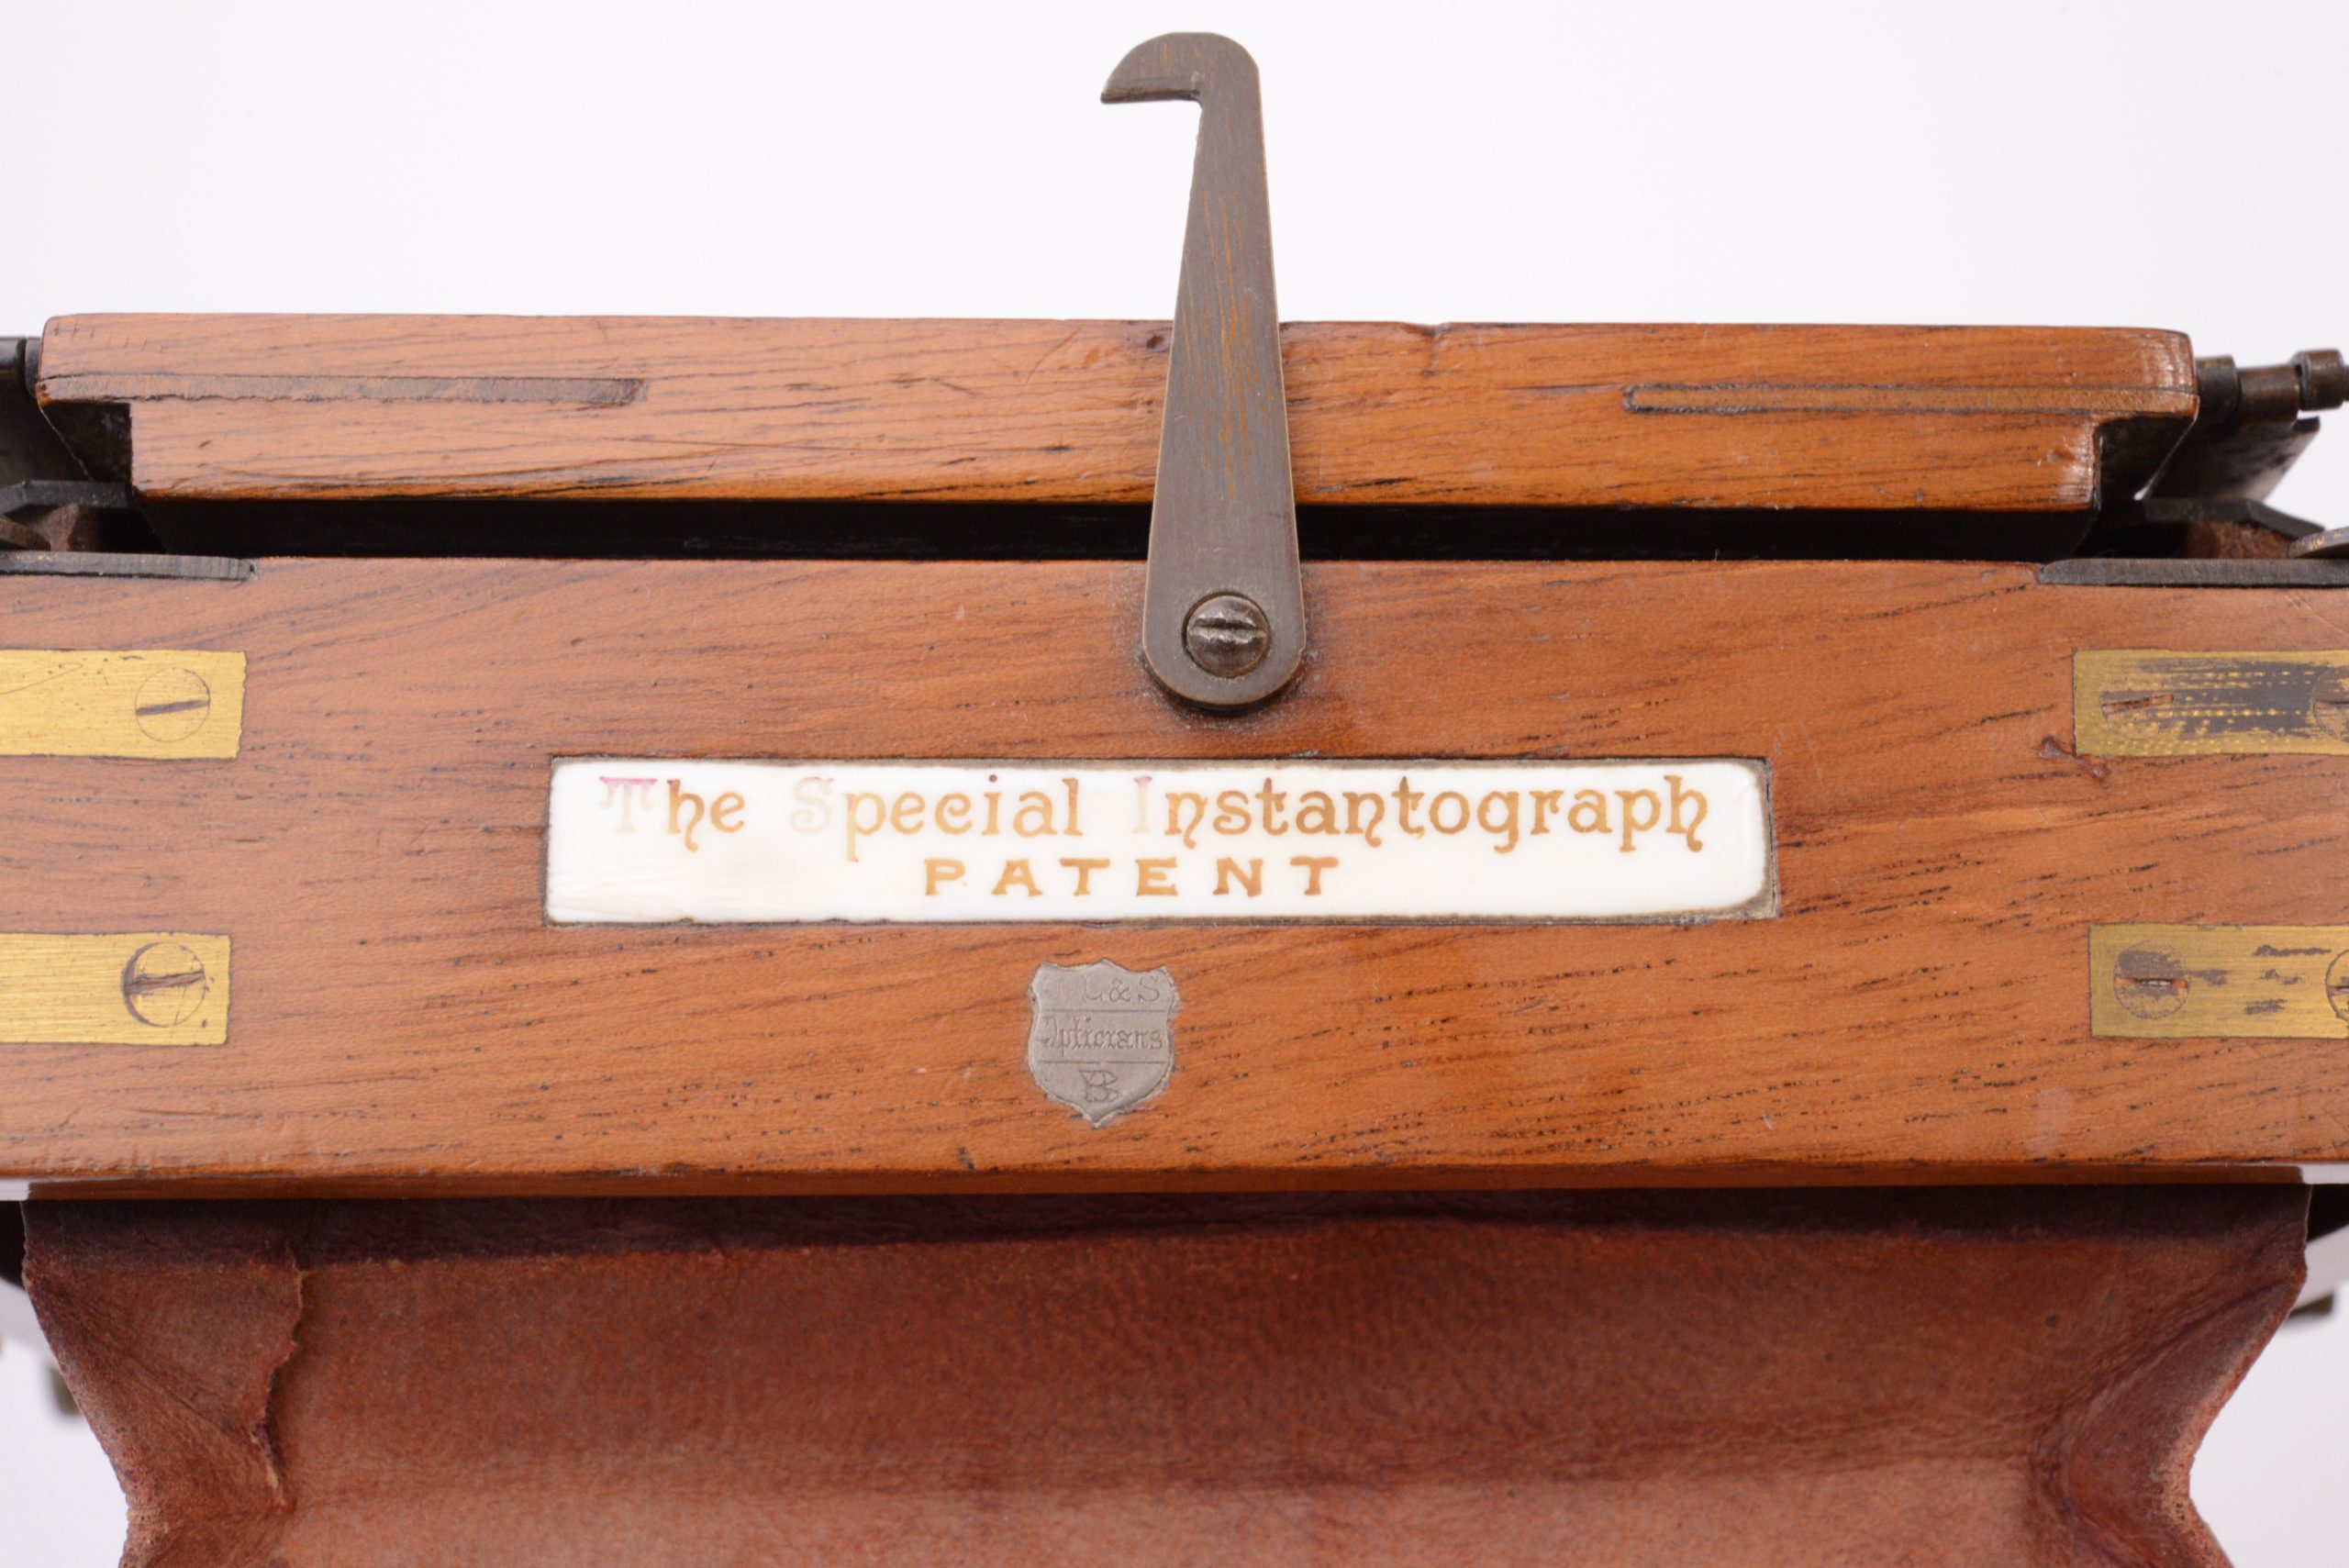 The Special Instantograph
PATENT
L & S
Opticians